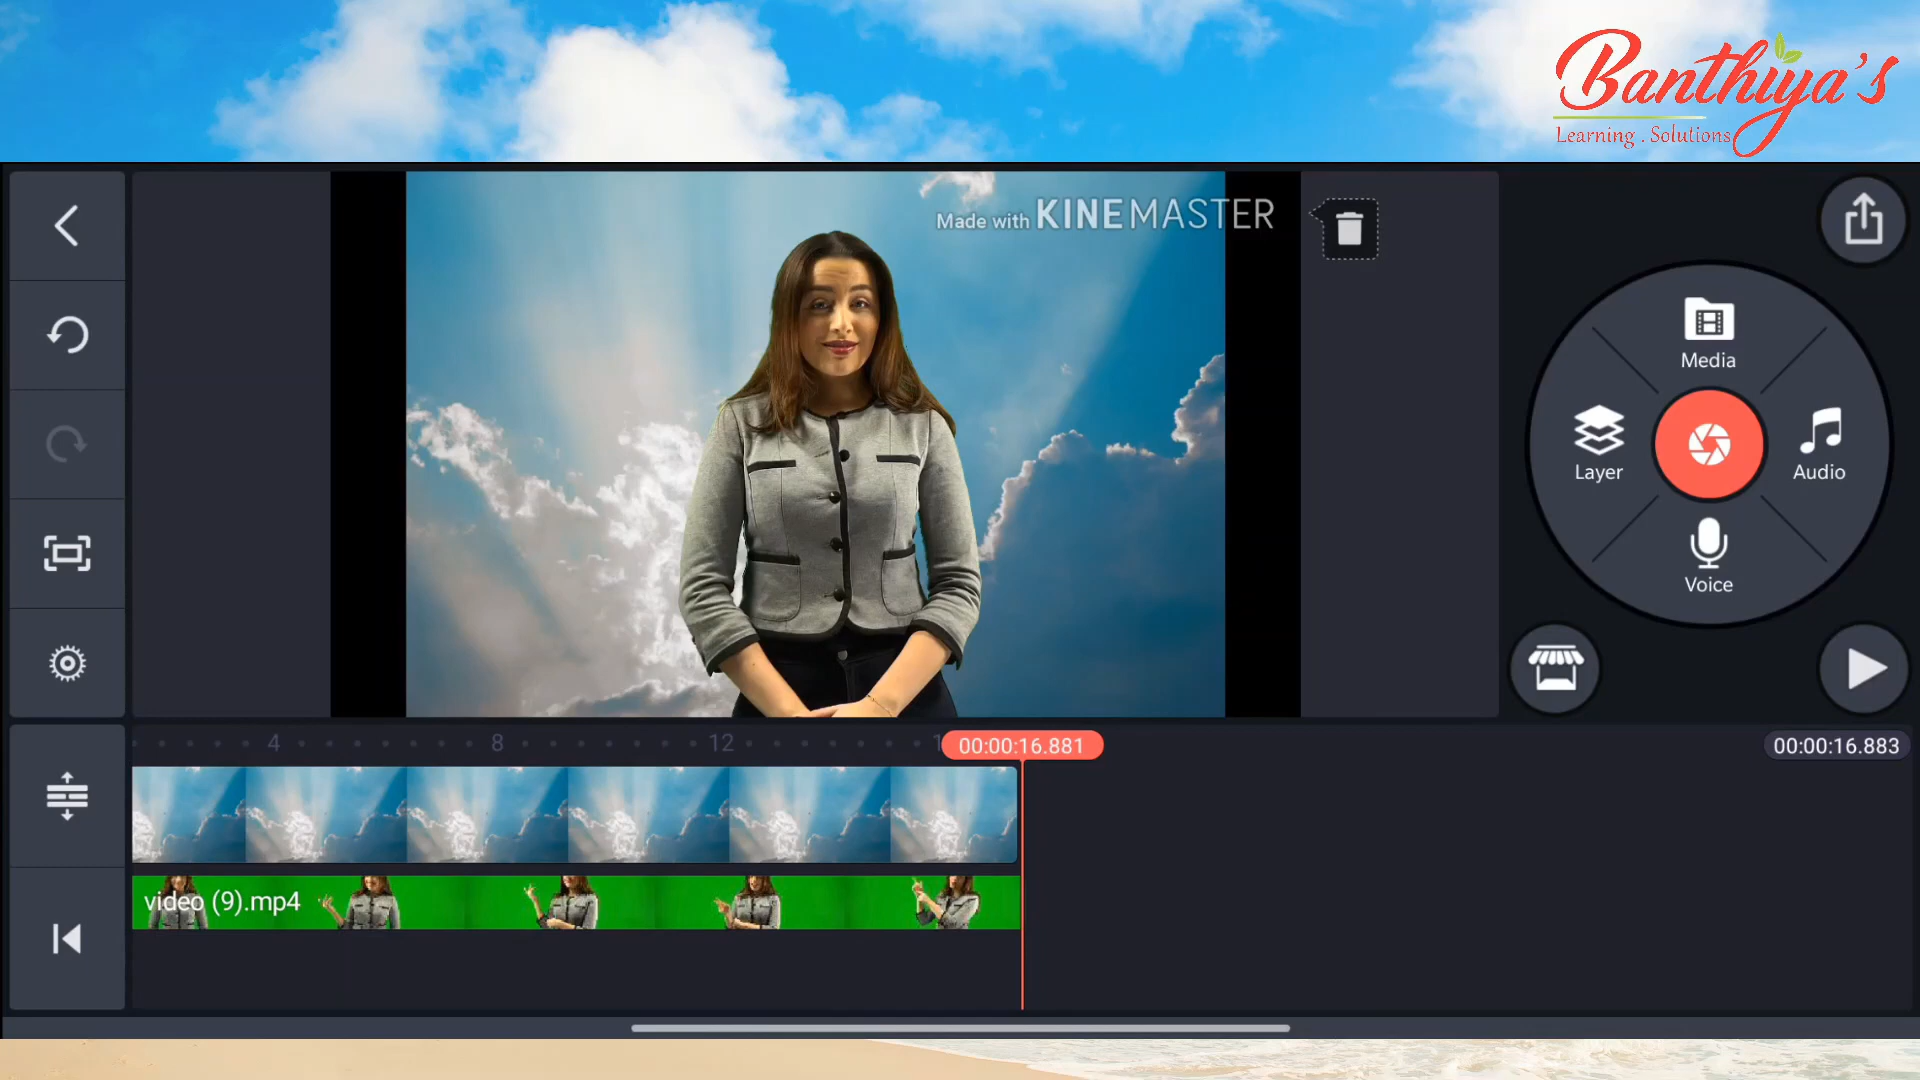 Banthiya's
Learning . Solutions
Made with KINEMASTER
Media
Layer
Audio
Voice
4
8
12
00:00:16.881
00:00:16.883
video (9).mp4